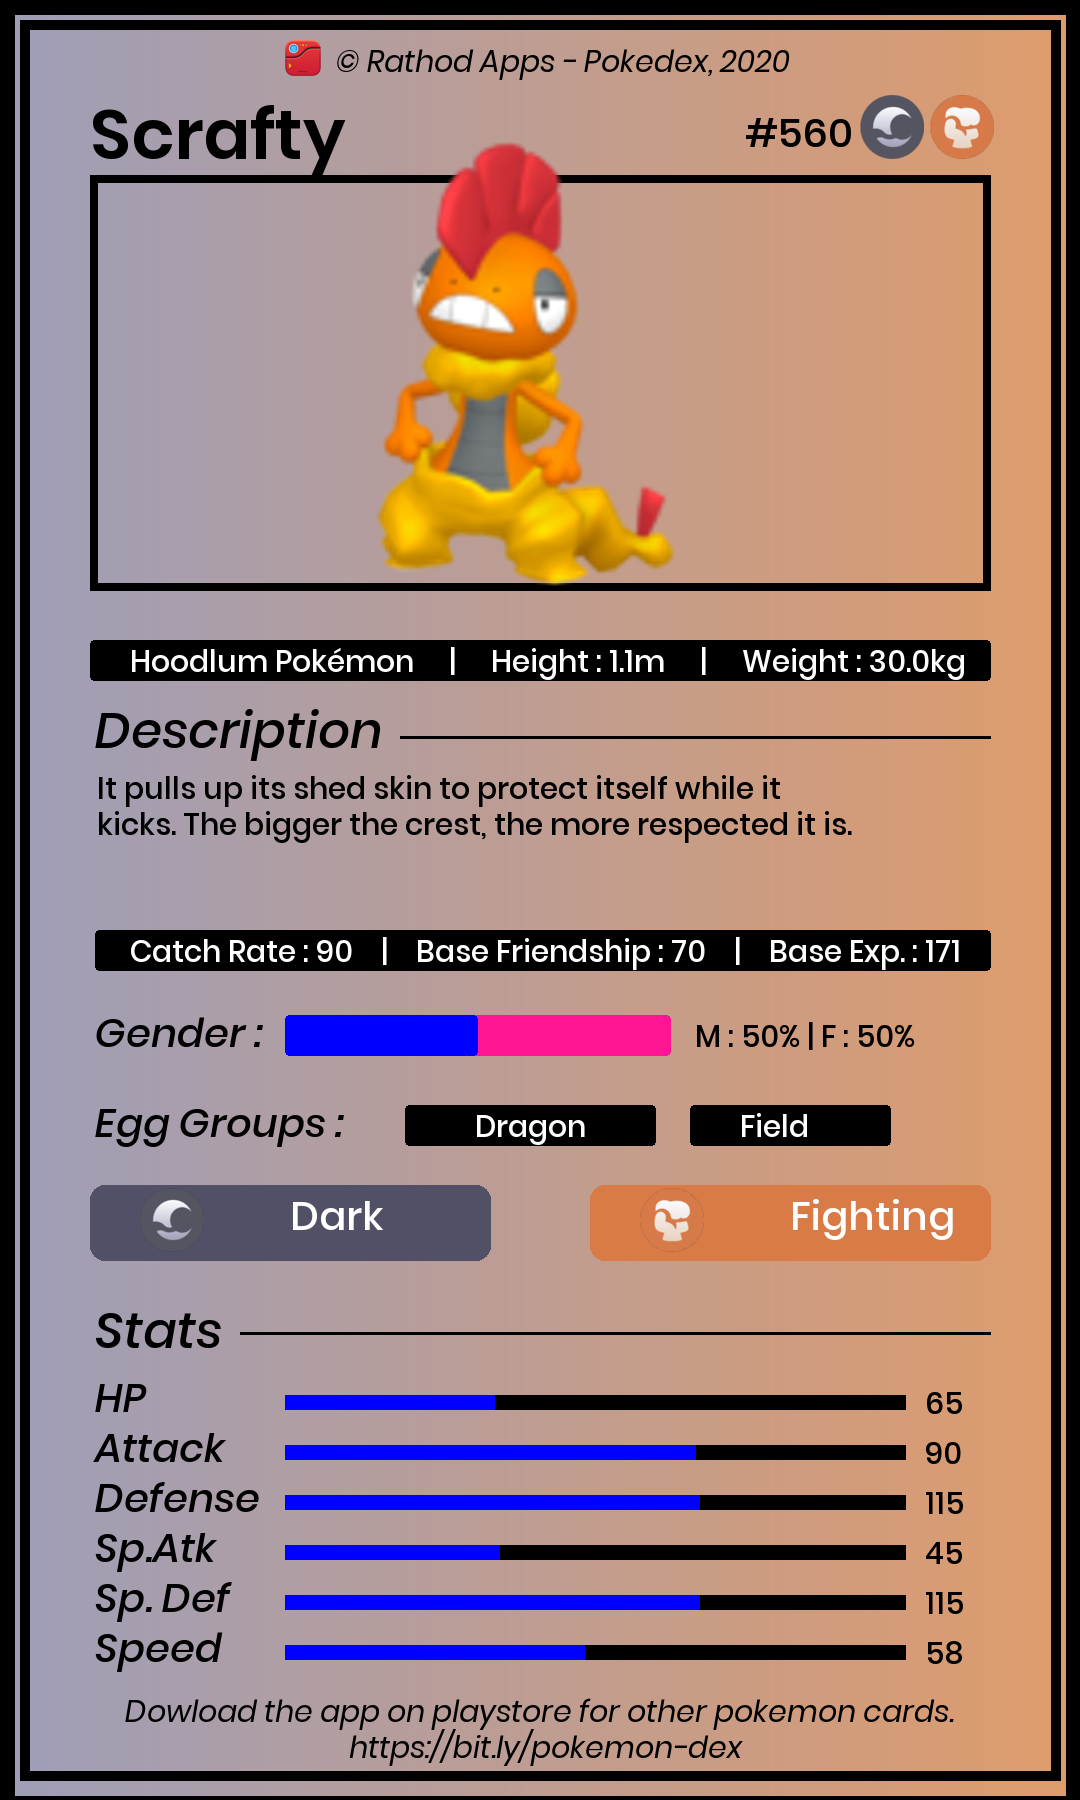 © Rathod Apps - Pokedex, 2020
Scrafty #560
Hoodlum Pokémon | Height : 1.1m | Weight : 30.0kg
Description
It pulls up its shed skin to protect itself while it
kicks. The bigger the crest, the more respected it is.
Catch Rate : 90 | Base Friendship : 70 | Base Exp. : 171
Gender : M : 50% | F : 50%
Egg Groups : Dragon Field
Dark Fighting
Stats
HP 65
Attack 90
Defense 115
Sp.Atk 45
Sp. Def 115
Speed 58
Dowload the app on playstore for other pokemon cards.
https://bit.ly/pokemon-dex